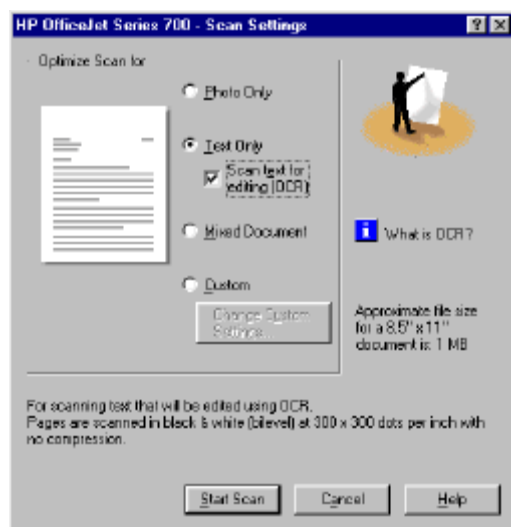 HP OfficeJet Series 700 - Scan Settings
Optimize Scan for
Photo Only
Text Only
Scan text for
editing (OCR)
Mixed Document
Custom
Change Custom
Settings...
What is OCR?
Approximate file size
for a 8.5" x 11"
document is: 1 MB
For scanning text that will be edited using OCR.
Pages are scanned in black & white (bilevel) at 300 x 300 dots per inch with
no compression.
Start Scan
Cancel
Help